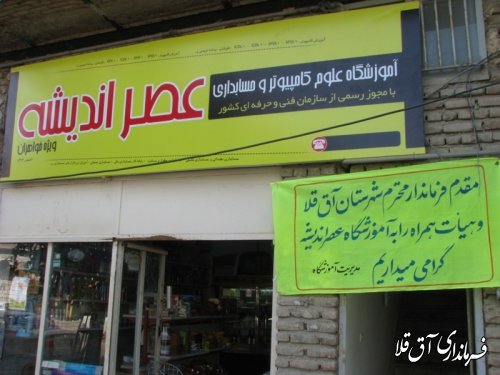 آموزشگاه علوم کامپیوتر و حسابداری
با مجوز رسمی از سازمان فنی و حرفه ای کشور
عصر اندیشه
ویژه خواهران
مقدم فرماندار محترم شهرستان آق قلا
و هیأت همراه را به آموزشگاه عصر اندیشه
گرامی میداریم
مدیریت آموزشگاه
فرمانداری آق قلا